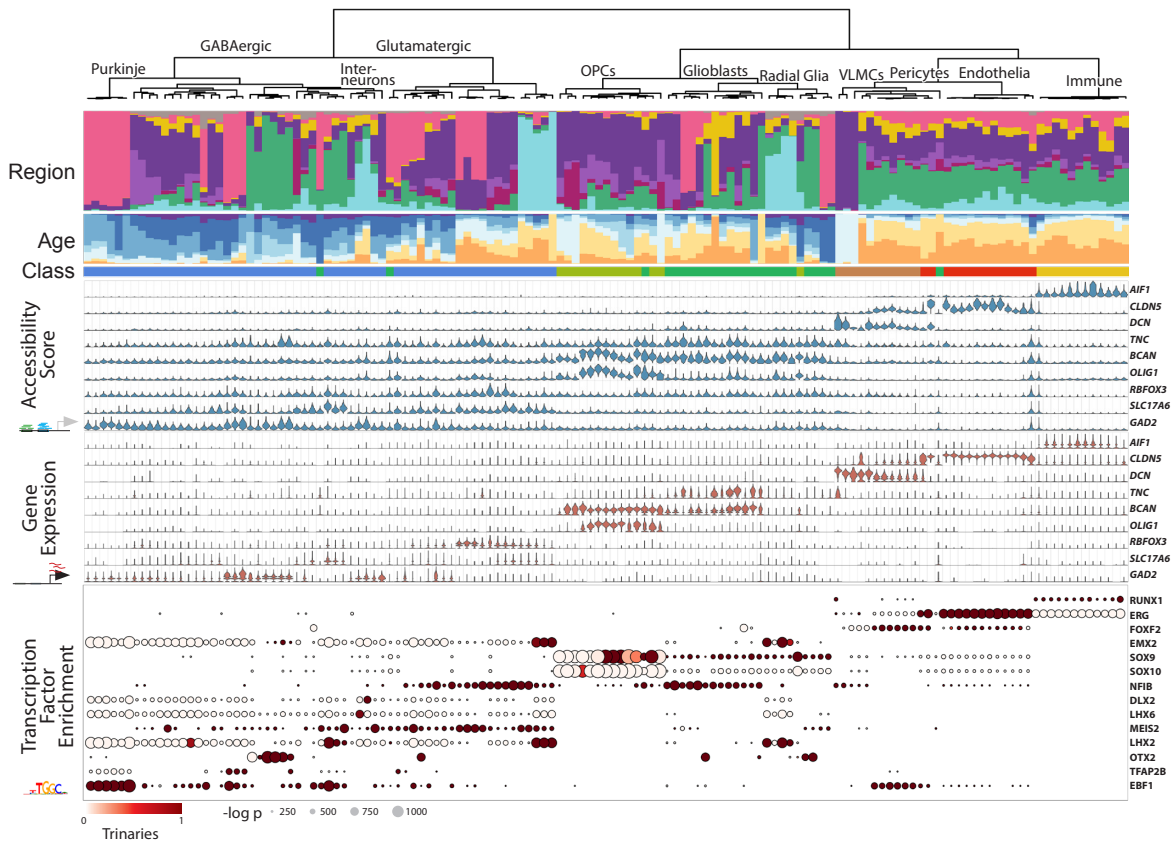 GABAergic
Glutamatergic
Purkinje
Inter-
neurons
OPCs
Glioblasts
Radial Glia
VLMCs
Pericytes
Endothelia
Immune
Region
Age
Class
Accessibility
Score
AIF1
CLDN5
DCN
TNC
BCAN
OLIG1
RBFOX3
SLC17A6
GAD2
Gene
Expression
AIF1
CLDN5
DCN
TNC
BCAN
OLIG1
RBFOX3
SLC17A6
GAD2
Transcription
Factor
Enrichment
RUNX1
ERG
FOXF2
EMX2
SOX9
SOX10
NFIB
DLX2
LHX6
MEIS2
LHX2
OTX2
TFAP2B
EBF1
TGGC
0 1
Trinaries
-log p 250 500 750 1000